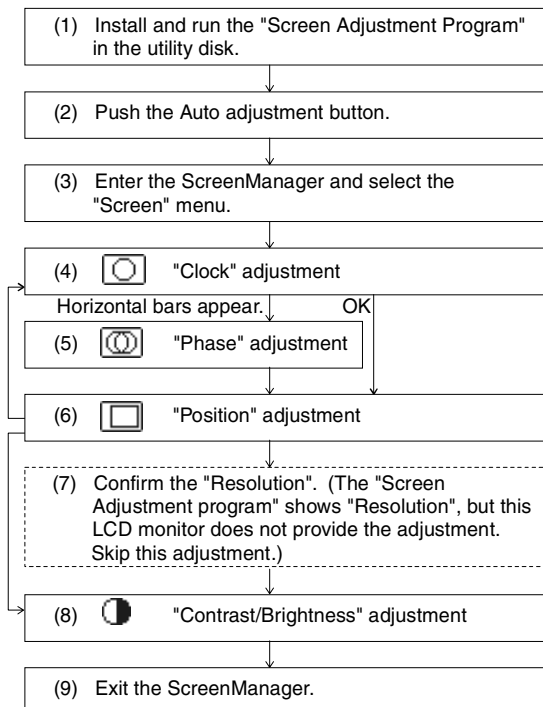 (1) Install and run the "Screen Adjustment Program"
in the utility disk.
(2) Push the Auto adjustment button.
(3) Enter the ScreenManager and select the
"Screen" menu.
(4) "Clock" adjustment
Horizontal bars appear. OK
(5) "Phase" adjustment
(6) "Position" adjustment
(7) Confirm the "Resolution". (The "Screen
Adjustment program" shows "Resolution", but this
LCD monitor does not provide the adjustment.
Skip this adjustment.)
(8) "Contrast/Brightness" adjustment
(9) Exit the ScreenManager.